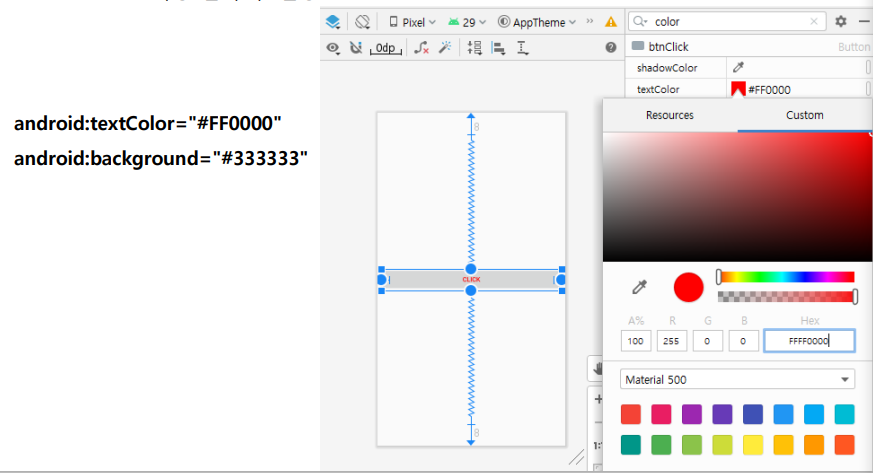 Pixel
29
AppTheme
color
0dp
btnClick
Button
shadowColor
textColor
#FF0000
Resources
Custom
android:textColor="#FF0000"
android:background="#333333"
8
CLICK
A%
R
G
B
Hex
100
255
0
0
FFFF0000
Material 500
8